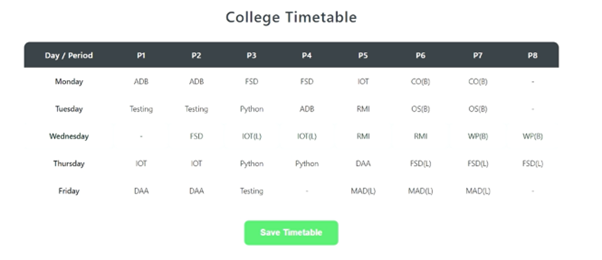 College Timetable
Day / Period P1 P2 P3 P4 P5 P6 P7 P8
Monday ADB ADB FSD FSD IOT CO(B) CO(B) -
Tuesday Testing Testing Python ADB RMI OS(B) OS(B) -
Wednesday - FSD IOT(L) IOT(L) RMI RMI WP(B) WP(B)
Thursday IOT IOT Python Python DAA FSD(L) FSD(L) FSD(L)
Friday DAA DAA Testing - MAD(L) MAD(L) MAD(L) -
Save Timetable